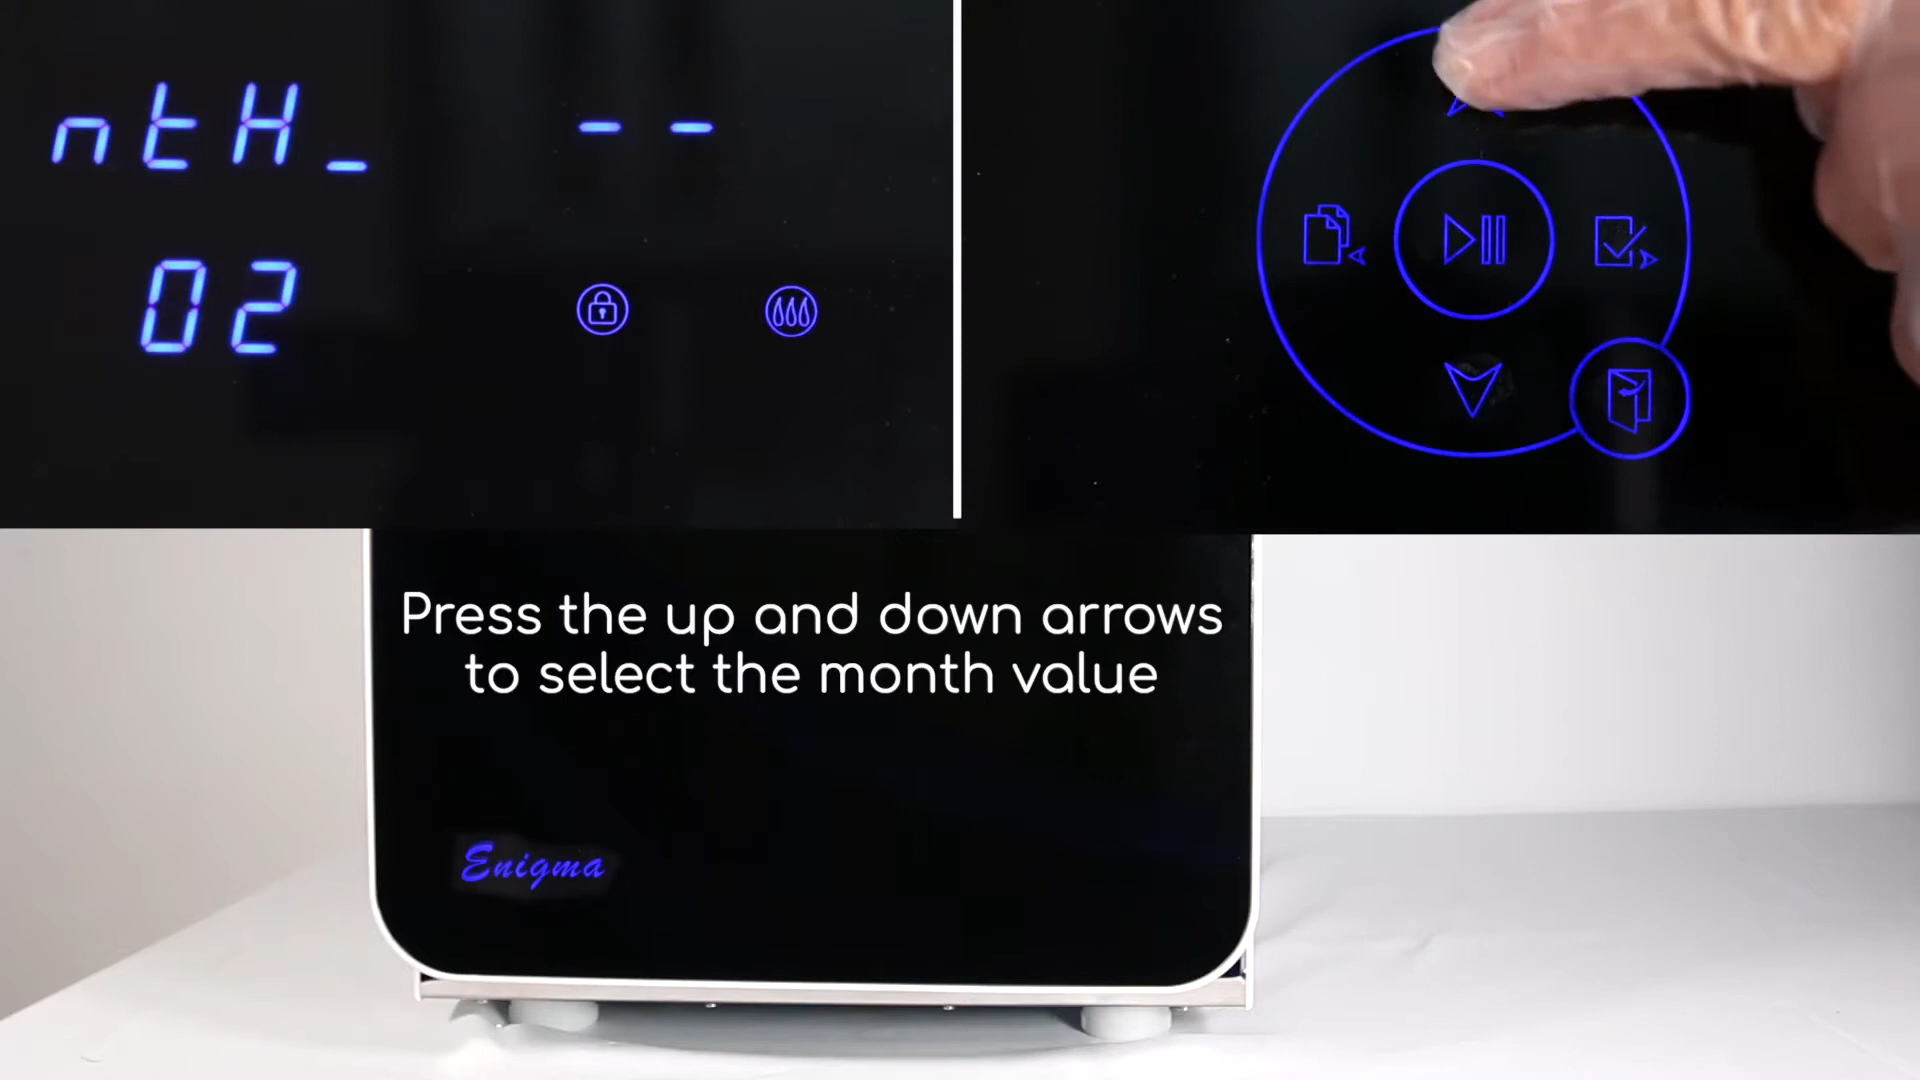 ntH_
--
02
Press the up and down arrows
to select the month value
Enigma